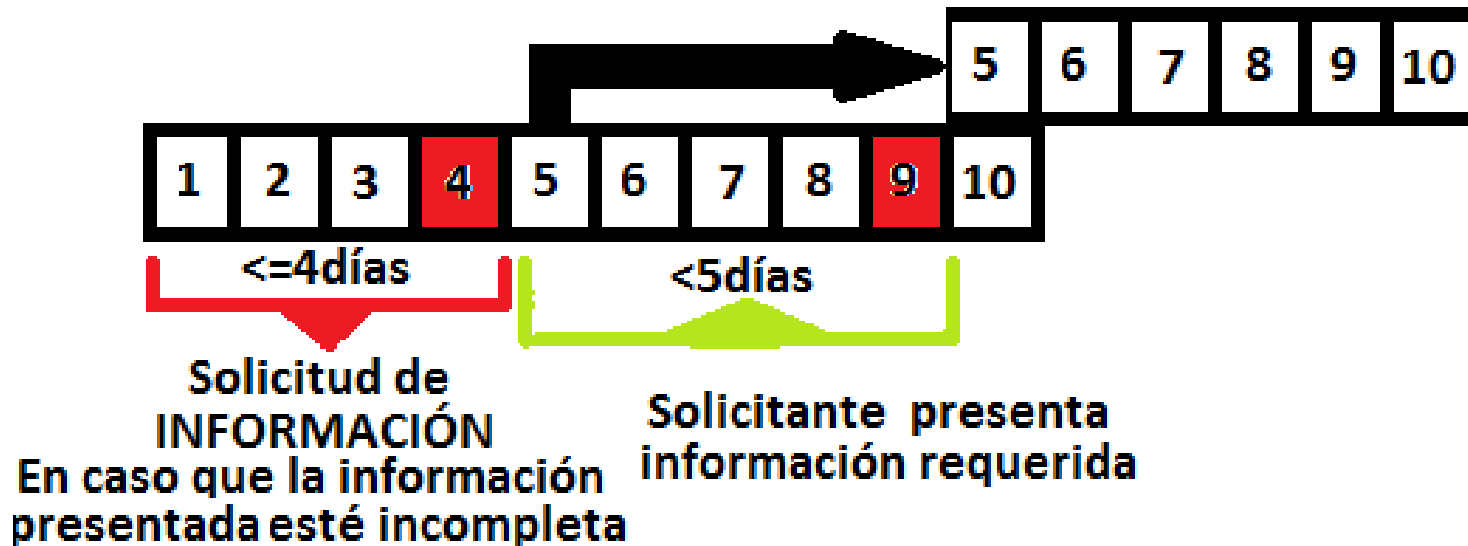 5 6 7 8 9 10
1 2 3 4 5 6 7 8 9 10
<=4días
<5días
Solicitud de
INFORMACIÓN
En caso que la información
presentada esté incompleta
Solicitante presenta
información requerida